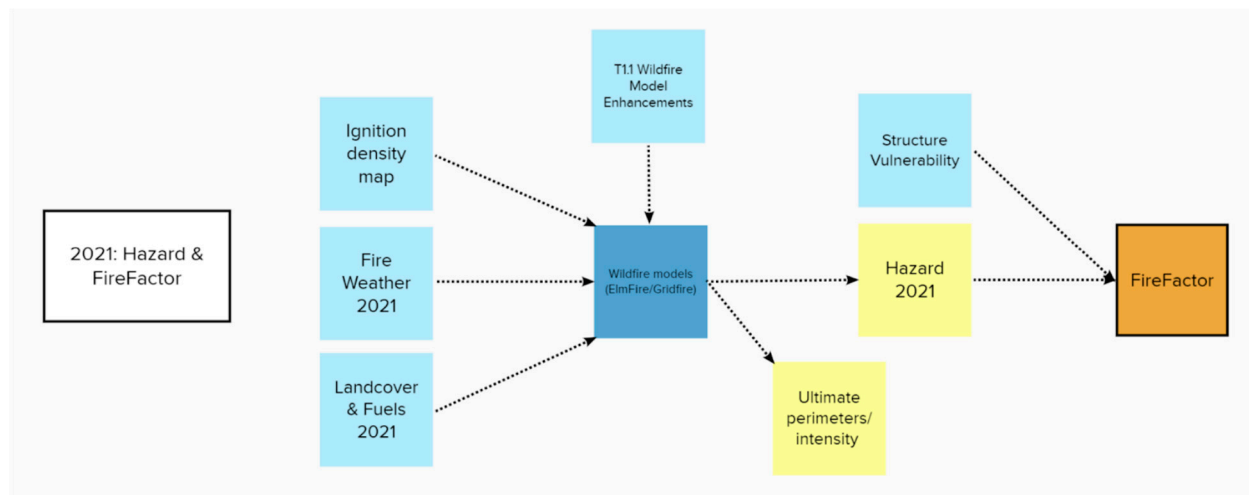 2021: Hazard &
FireFactor
Ignition
density
map
Fire
Weather
2021
Landcover
& Fuels
2021
T1.1 Wildfire
Model
Enhancements
Wildfire models
(ElmFire/Gridfire)
Structure
Vulnerability
Hazard
2021
Ultimate
perimeters/
intensity
FireFactor